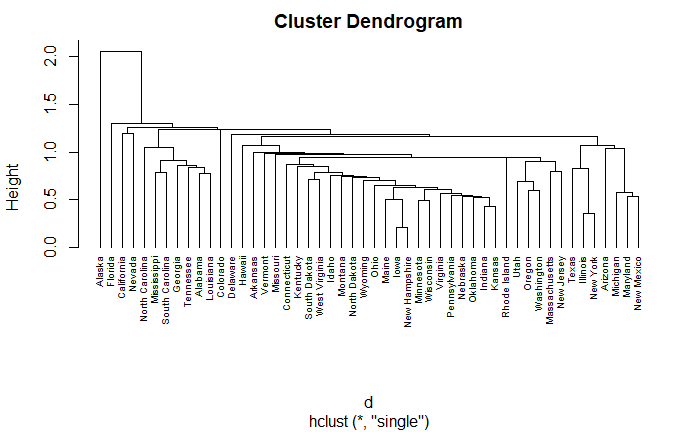 Cluster Dendrogram
Height
2.0
1.5
1.0
0.5
0.0
Alaska
Florida
California
Nevada
North Carolina
Mississippi
South Carolina
Georgia
Tennessee
Alabama
Louisiana
Colorado
Delaware
Hawaii
Arkansas
Vermont
Missouri
Connecticut
Kentucky
South Dakota
West Virginia
Idaho
Montana
North Dakota
Wyoming
Ohio
Maine
Iowa
New Hampshire
Minnesota
Wisconsin
Virginia
Pennsylvania
Nebraska
Oklahoma
Indiana
Kansas
Rhode Island
Utah
Oregon
Washington
Massachusetts
New Jersey
Texas
Illinois
New York
Arizona
Michigan
Maryland
New Mexico
d
hclust (*, "single")